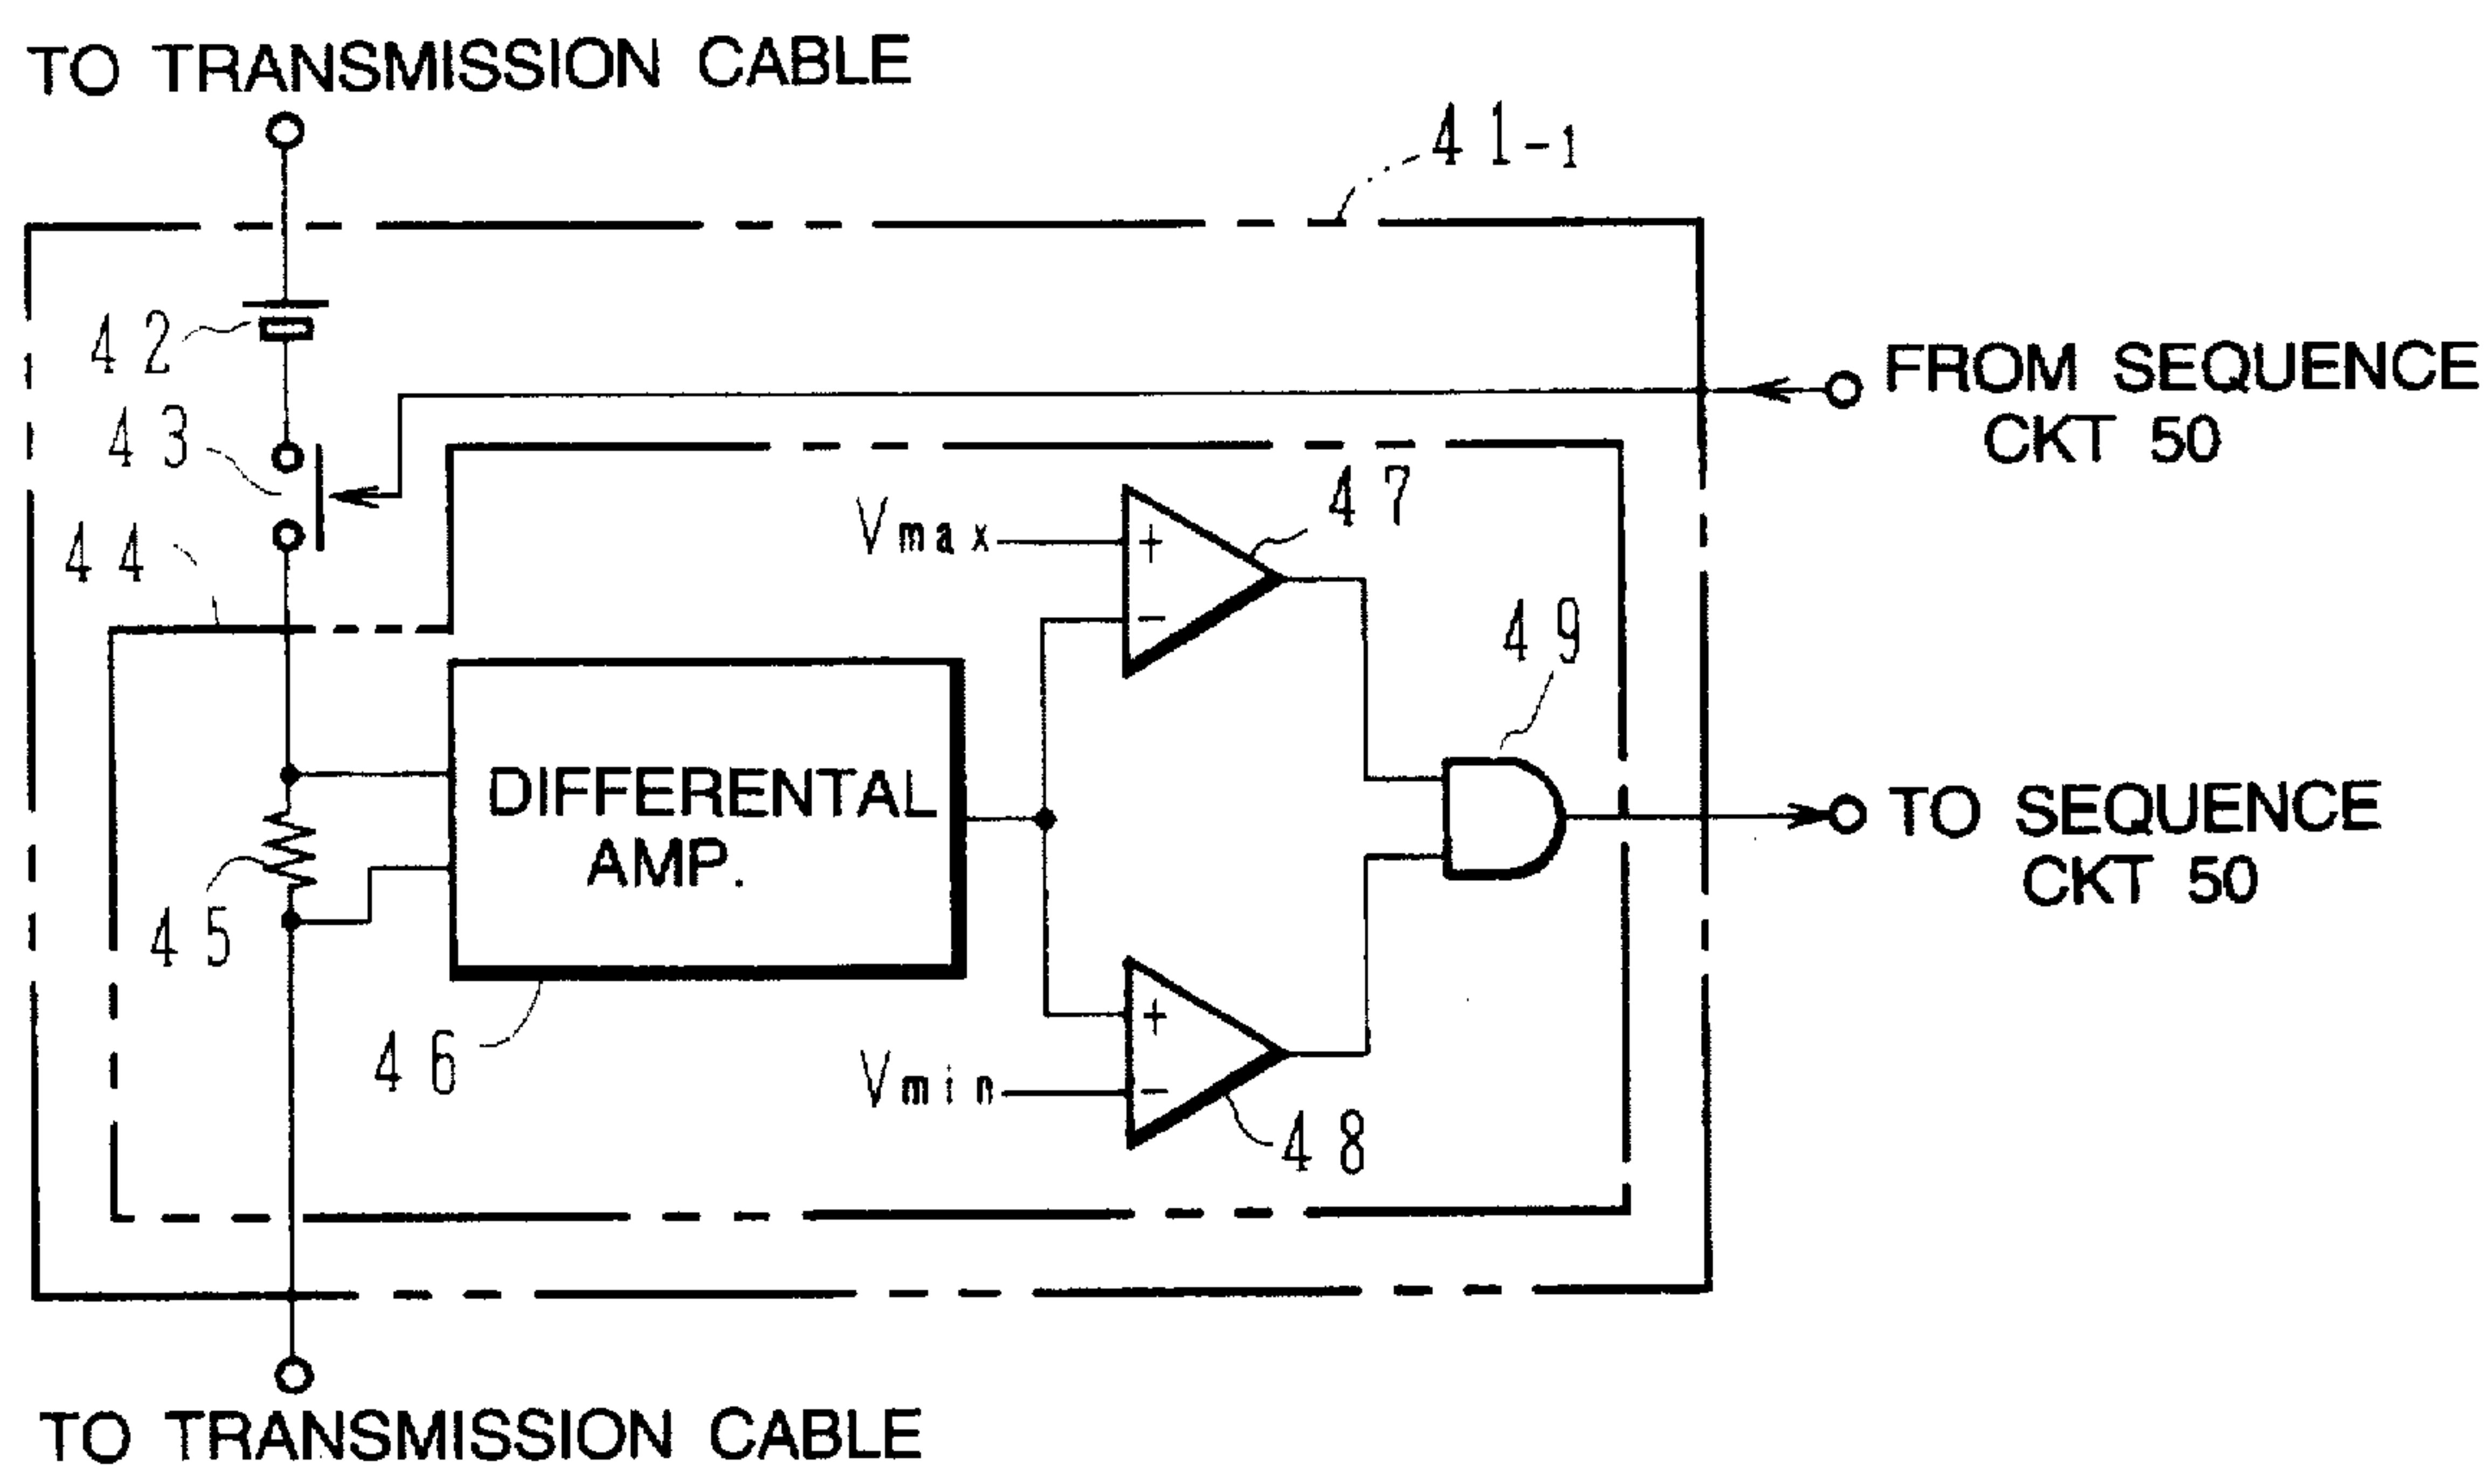 TO TRANSMISSION CABLE
41-1
42
FROM SEQUENCE
CKT 50
43
Vmax
+
-
47
44
49
DIFFERENTAL
AMP.
TO SEQUENCE
CKT 50
45
46
+
-
Vmin
48
TO TRANSMISSION CABLE